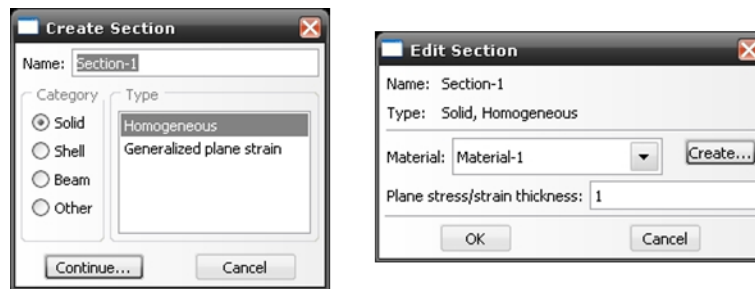 Create Section
Name: Section-1
Category
Type
Solid
Shell
Beam
Other
Homogeneous
Generalized plane strain
Continue...
Cancel
Edit Section
Name: Section-1
Type: Solid, Homogeneous
Material: Material-1
Create...
Plane stress/strain thickness: 1
OK
Cancel